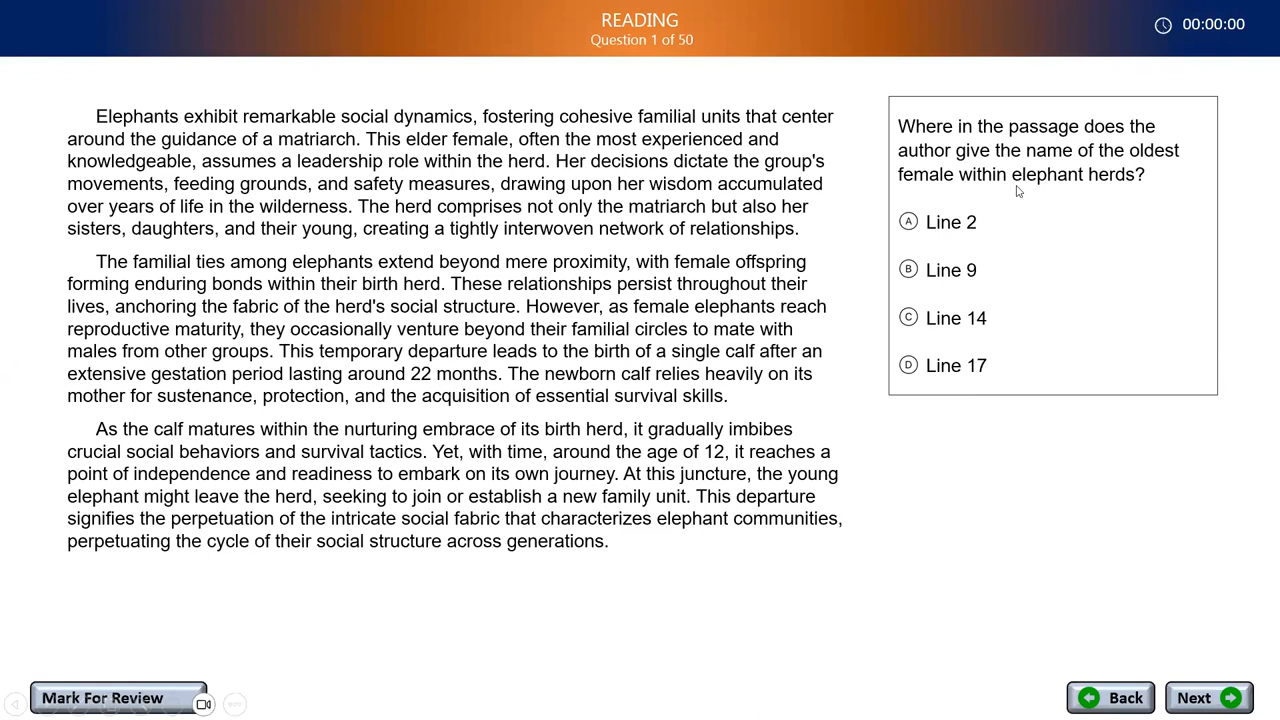 READING
Question 1 of 50
00:00:00
Elephants exhibit remarkable social dynamics, fostering cohesive familial units that center
around the guidance of a matriarch. This elder female, often the most experienced and
knowledgeable, assumes a leadership role within the herd. Her decisions dictate the group's
movements, feeding grounds, and safety measures, drawing upon her wisdom accumulated
over years of life in the wilderness. The herd comprises not only the matriarch but also her
sisters, daughters, and their young, creating a tightly interwoven network of relationships.
The familial ties among elephants extend beyond mere proximity, with female offspring
forming enduring bonds within their birth herd. These relationships persist throughout their
lives, anchoring the fabric of the herd's social structure. However, as female elephants reach
reproductive maturity, they occasionally venture beyond their familial circles to mate with
males from other groups. This temporary departure leads to the birth of a single calf after an
extensive gestation period lasting around 22 months. The newborn calf relies heavily on its
mother for sustenance, protection, and the acquisition of essential survival skills.
As the calf matures within the nurturing embrace of its birth herd, it gradually imbibes
crucial social behaviors and survival tactics. Yet, with time, around the age of 12, it reaches a
point of independence and readiness to embark on its own journey. At this juncture, the young
elephant might leave the herd, seeking to join or establish a new family unit. This departure
signifies the perpetuation of the intricate social fabric that characterizes elephant communities,
perpetuating the cycle of their social structure across generations.
Where in the passage does the
author give the name of the oldest
female within elephant herds?
A Line 2
B Line 9
C Line 14
D Line 17
Mark For Review
Back
Next